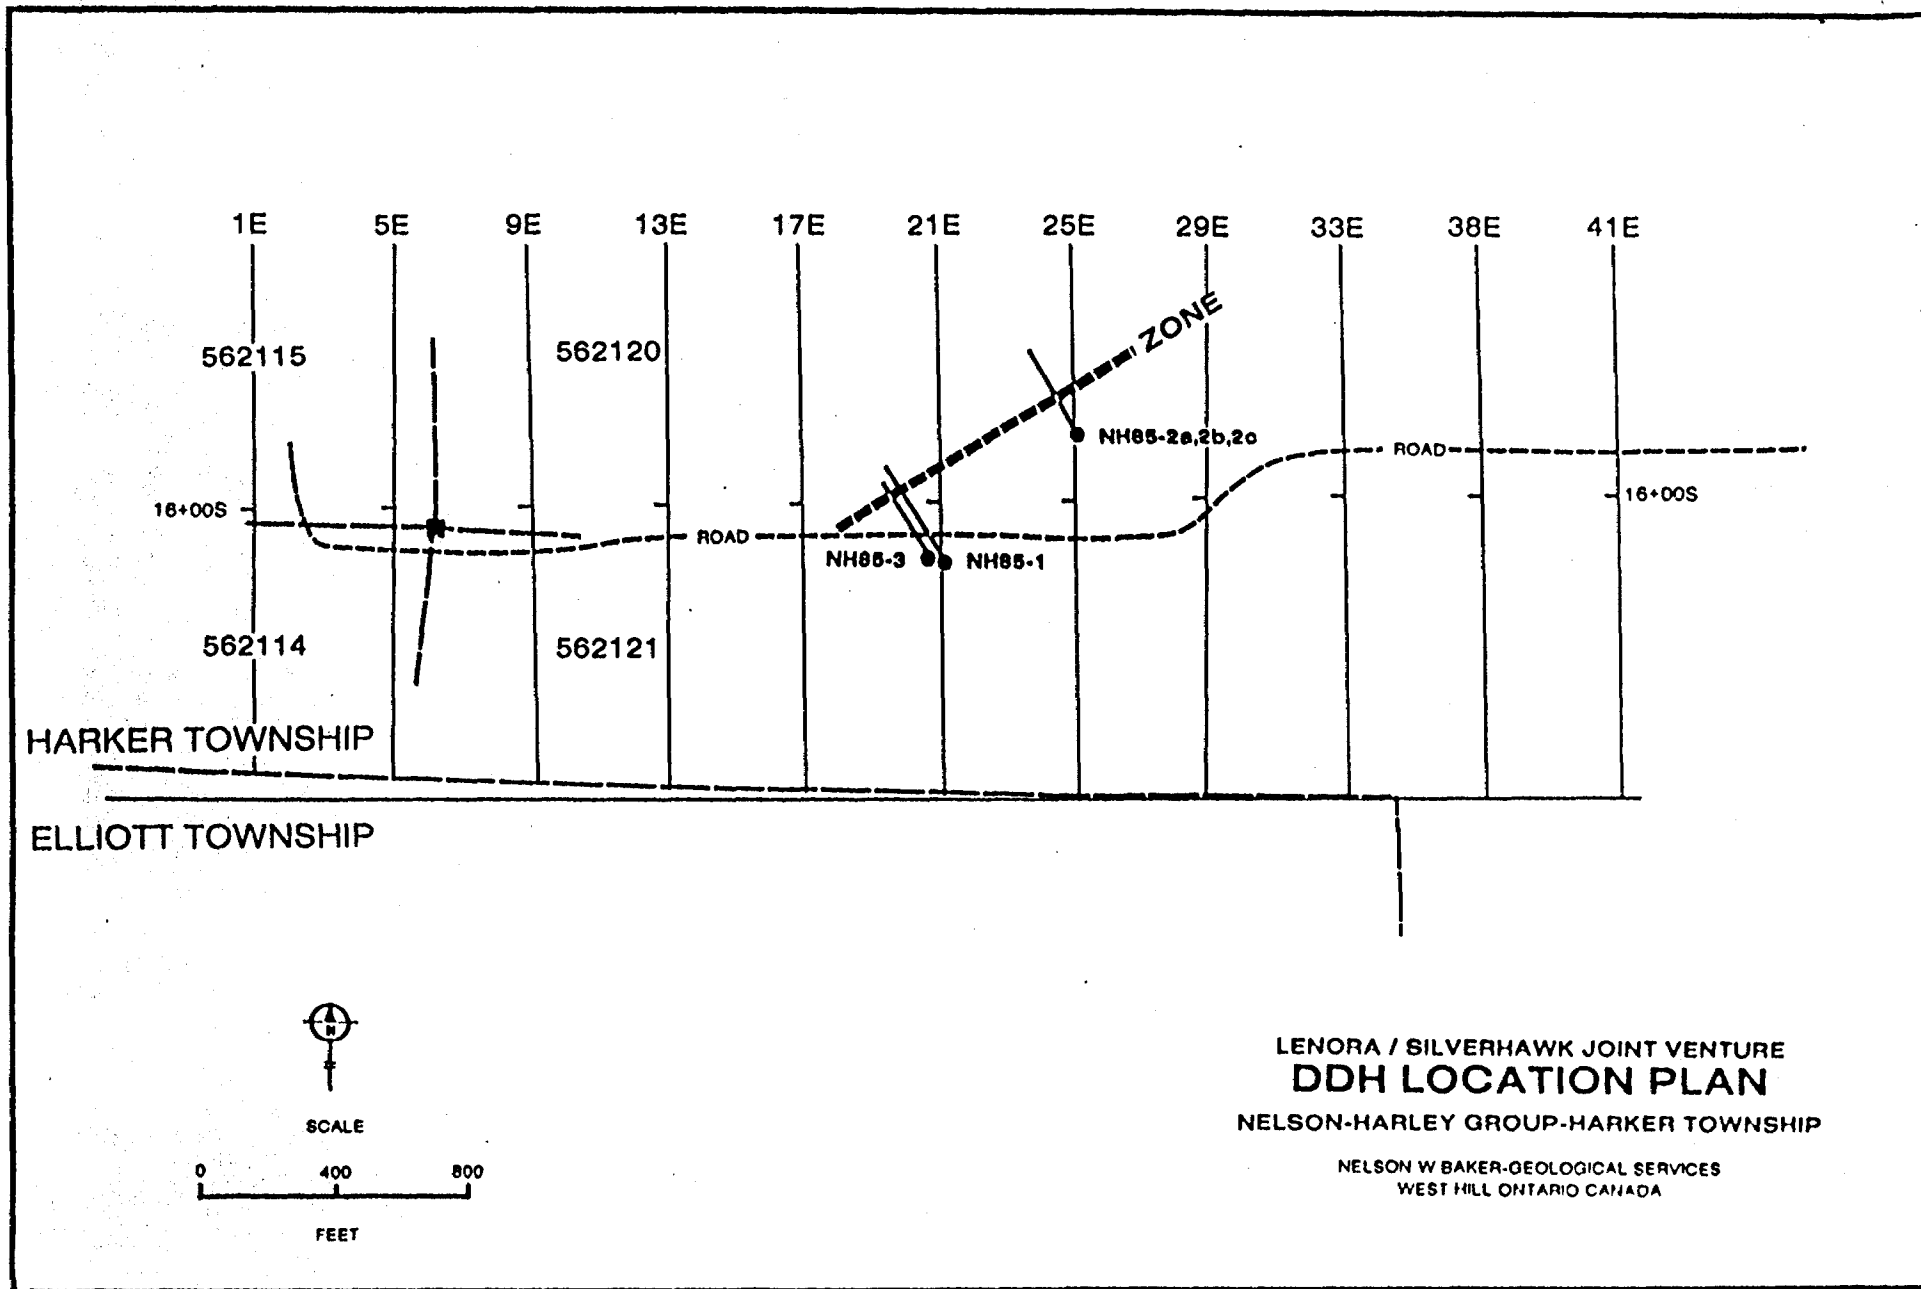 1E 5E 9E 13E 17E 21E 25E 29E 33E 38E 41E
ZONE
562115 562120
NH85-2a,2b,2c
ROAD
16+00S 16+00S
ROAD
NH85-3 NH85-1
562114 562121
HARKER TOWNSHIP
ELLIOTT TOWNSHIP
N
SCALE
0 400 800
FEET
LENORA / SILVERHAWK JOINT VENTURE
DDH LOCATION PLAN
NELSON-HARLEY GROUP-HARKER TOWNSHIP
NELSON W BAKER-GEOLOGICAL SERVICES
WEST HILL ONTARIO CANADA